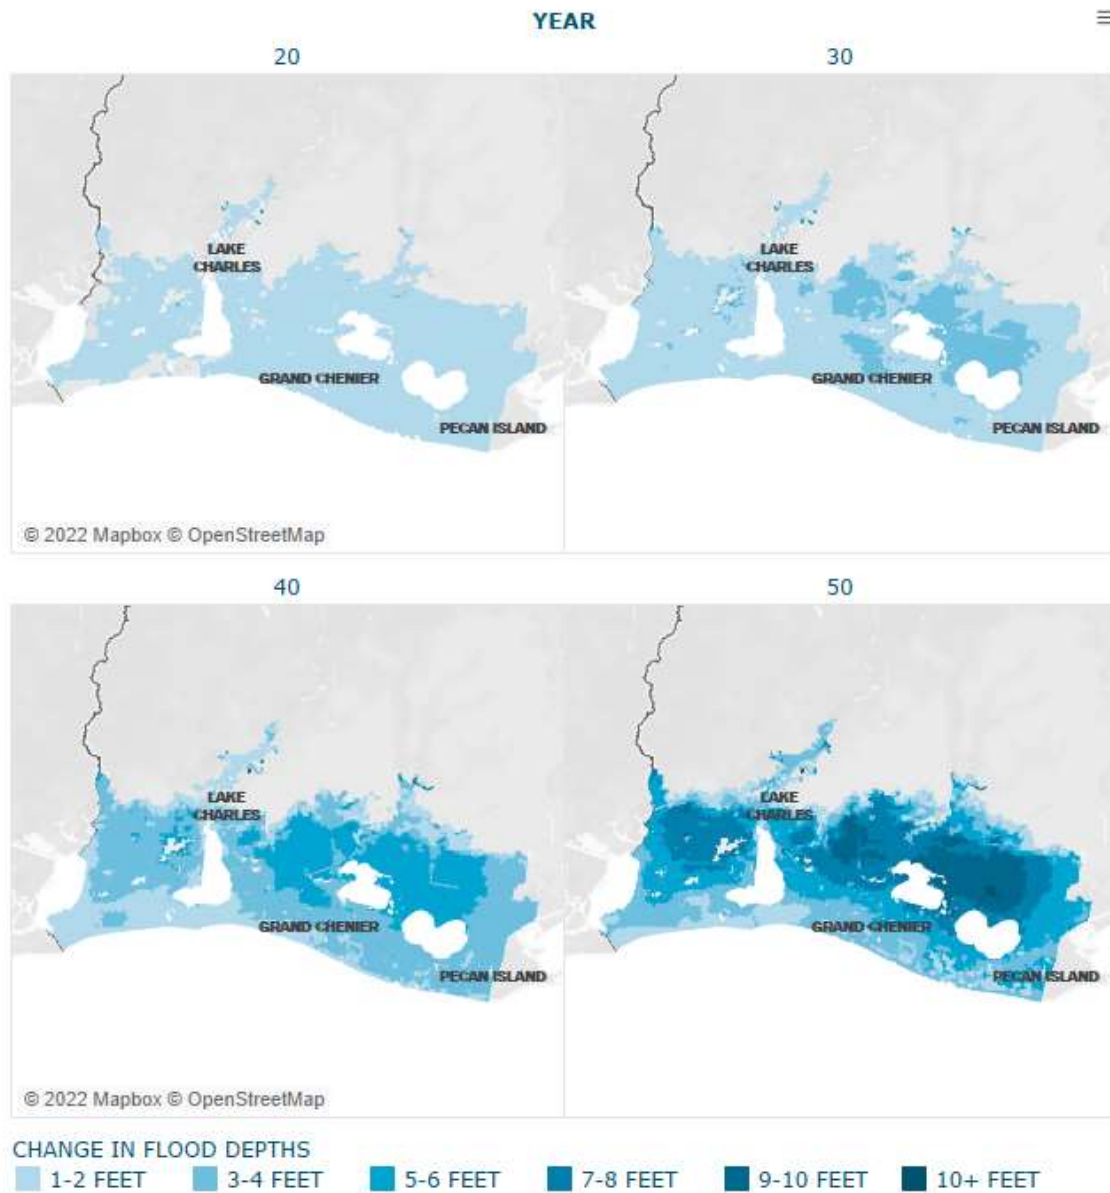 YEAR
20
30
LAKE
CHARLES
GRAND CHENIER
PECAN ISLAND
© 2022 Mapbox © OpenStreetMap
LAKE
CHARLES
GRAND CHENIER
PECAN ISLAND
40
50
LAKE
CHARLES
GRAND CHENIER
PECAN ISLAND
© 2022 Mapbox © OpenStreetMap
LAKE
CHARLES
GRAND CHENIER
PECAN ISLAND
CHANGE IN FLOOD DEPTHS
1-2 FEET 3-4 FEET 5-6 FEET 7-8 FEET 9-10 FEET 10+ FEET